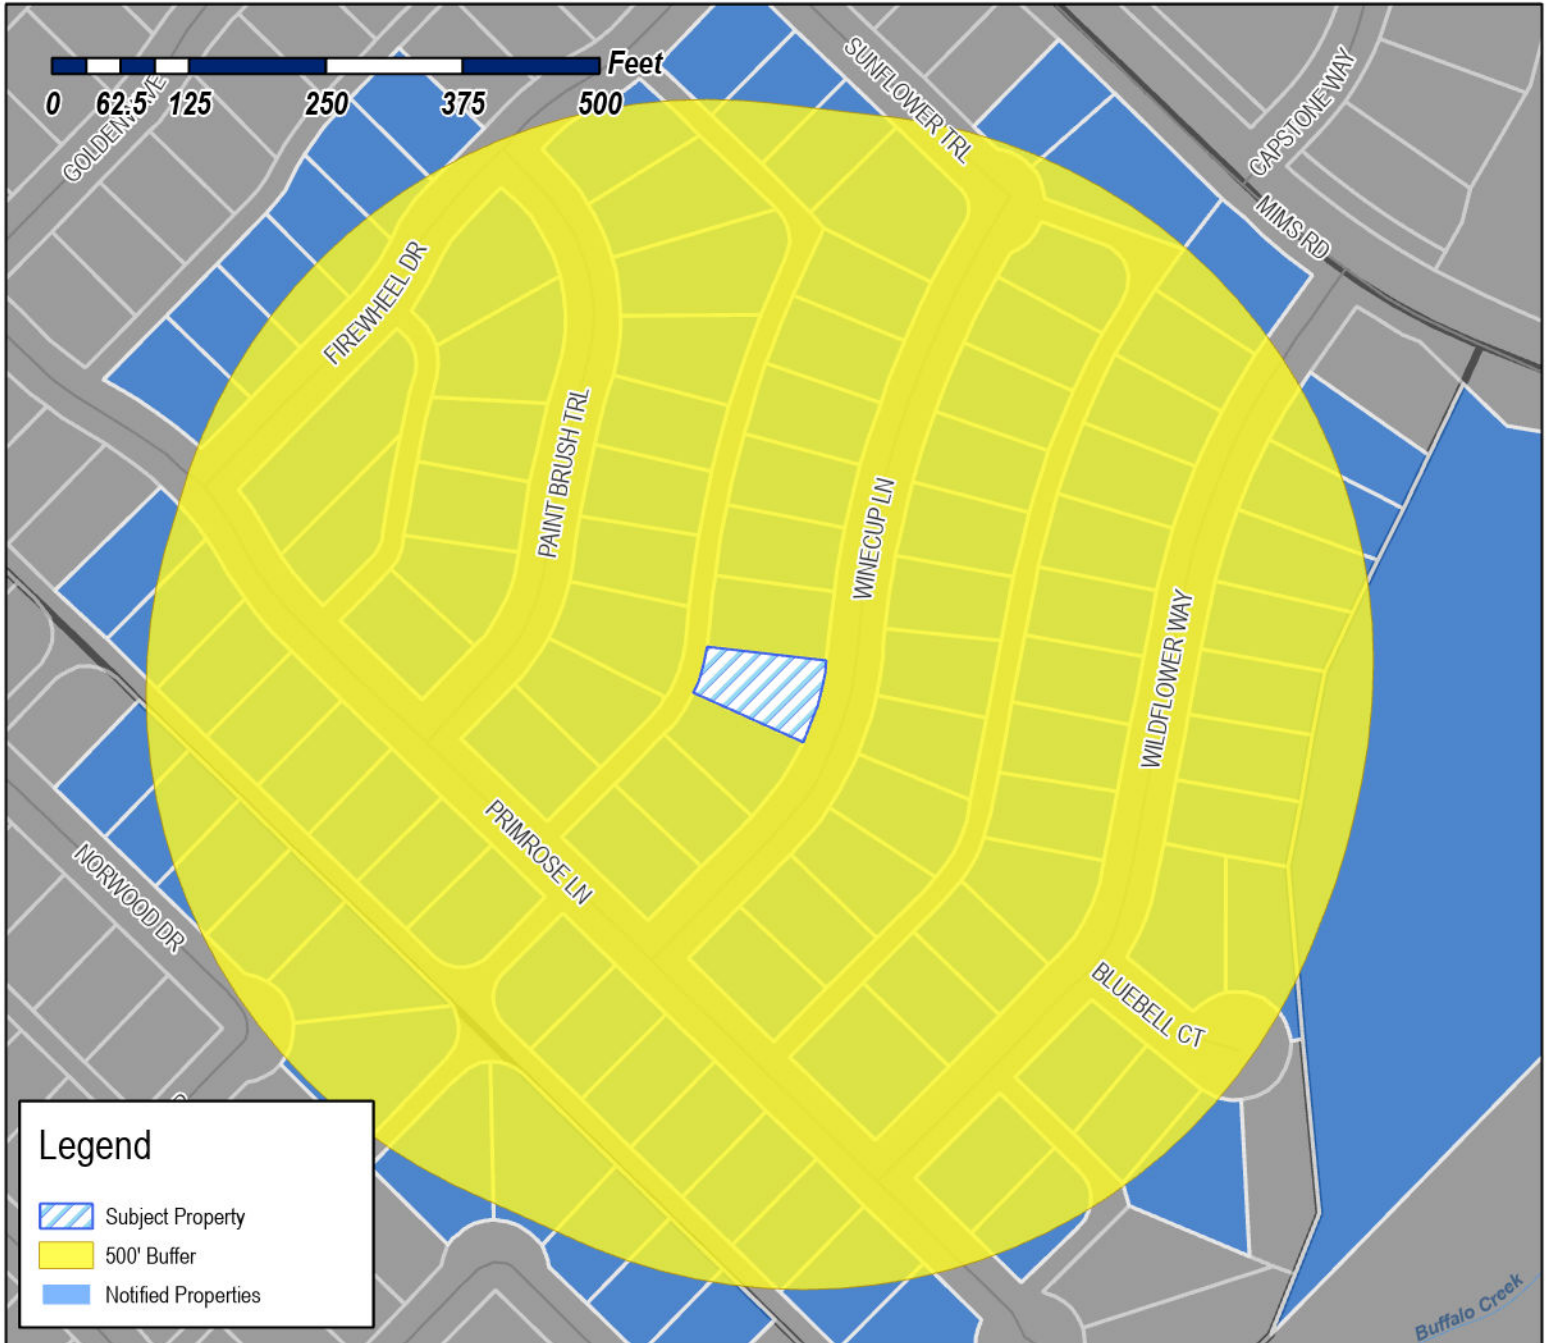 Feet
0 62.5 125 250 375 500
SUNFLOWER TRL
CAPSTONE WAY
MIMS RD
FIREWHEEL DR
PAINT BRUSH TRL
WINECUP LN
WILDFLOWER WAY
PRIMROSE LN
NORWOOD DR
BLUEBELL CT
Legend
Subject Property
500' Buffer
Notified Properties
Buffalo Creek